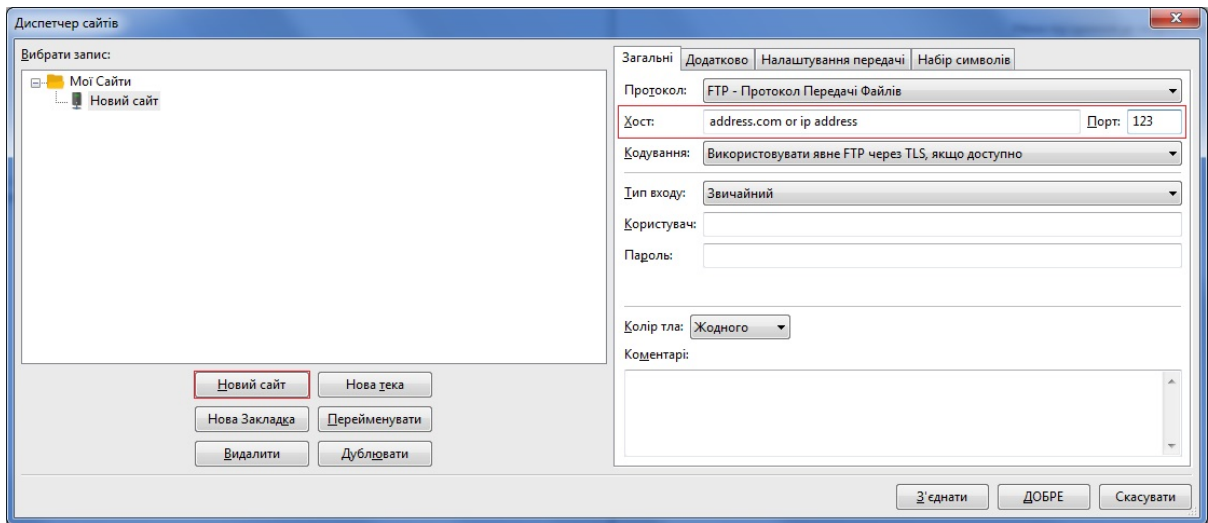 Диспетчер сайтів
Вибрати запис:
Мої Сайти
Новий сайт
Новий сайт
Нова тека
Нова Закладка
Перейменувати
Видалити
Дублювати
Загальні Додатково Налаштування передачі Набір символів
Протокол: FTP - Протокол Передачі Файлів
Хост: address.com or ip address Порт: 123
Кодування: Використовувати явне FTP через TLS, якщо доступно
Тип входу: Звичайний
Користувач:
Пароль:
Колір тла: Жодного
Коментарі:
З'єднати ДОБРЕ Скасувати